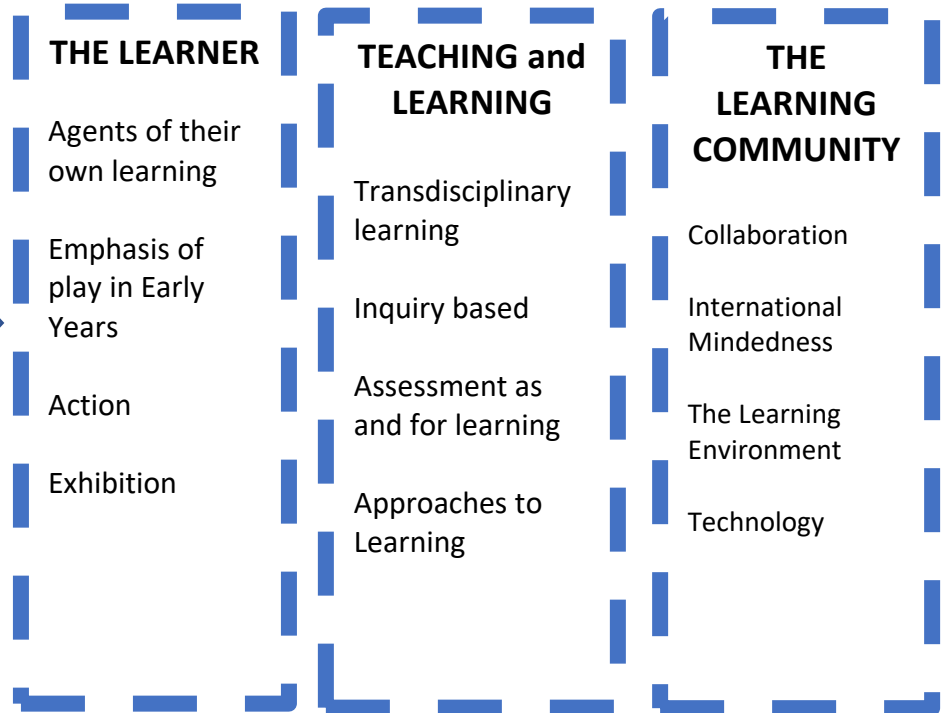 THE LEARNER
Agents of their
own learning
Emphasis of
play in Early
Years
Action
Exhibition
TEACHING and
LEARNING
Transdisciplinary
learning
Inquiry based
Assessment as
and for learning
Approaches to
Learning
THE
LEARNING
COMMUNITY
Collaboration
International
Mindedness
The Learning
Environment
Technology